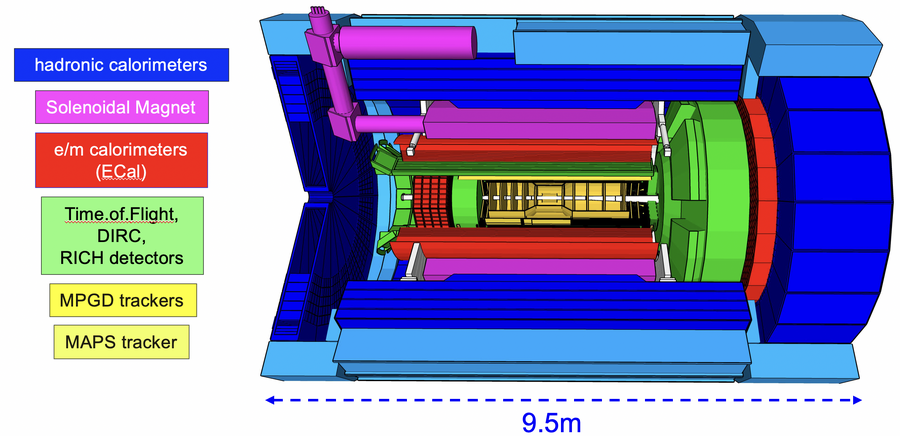 hadronic calorimeters
Solenoidal Magnet
e/m calorimeters
(ECal)
Time.of.Flight,
DIRC,
RICH detectors
MPGD trackers
MAPS tracker
9.5m